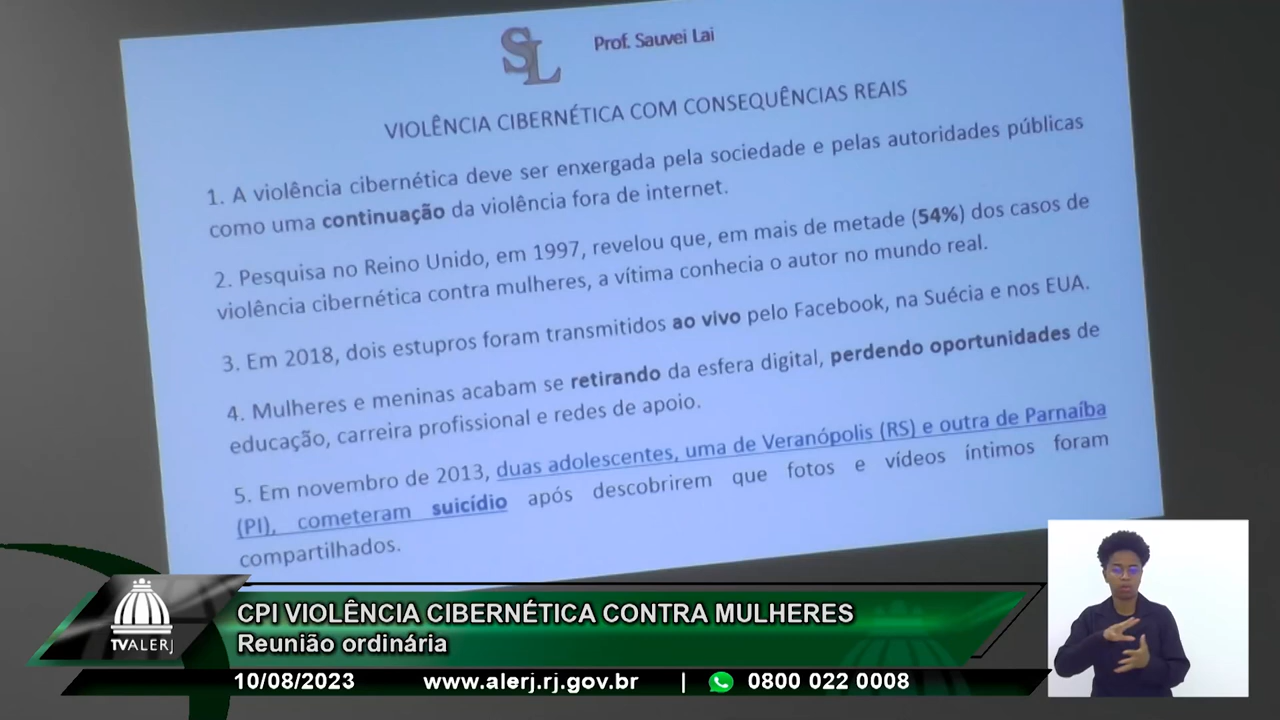 SL
Prof. Sauvei Lai
VIOLÊNCIA CIBERNÉTICA COM CONSEQUÊNCIAS REAIS
1. A violência cibernética deve ser enxergada pela sociedade e pelas autoridades públicas
como uma continuação da violência fora de internet.
2. Pesquisa no Reino Unido, em 1997, revelou que, em mais de metade (54%) dos casos de
violência cibernética contra mulheres, a vítima conhecia o autor no mundo real.
3. Em 2018, dois estupros foram transmitidos ao vivo pelo Facebook, na Suécia e nos EUA.
4. Mulheres e meninas acabam se retirando da esfera digital, perdendo oportunidades de
educação, carreira profissional e redes de apoio.
5. Em novembro de 2013, duas adolescentes, uma de Veranópolis (RS) e outra de Parnaíba
(PI), cometeram suicídio após descobrirem que fotos e vídeos íntimos foram
compartilhados.
TVALERJ
CPI VIOLÊNCIA CIBERNÉTICA CONTRA MULHERES
Reunião ordinária
10/08/2023 www.alerj.rj.gov.br | 0800 022 0008